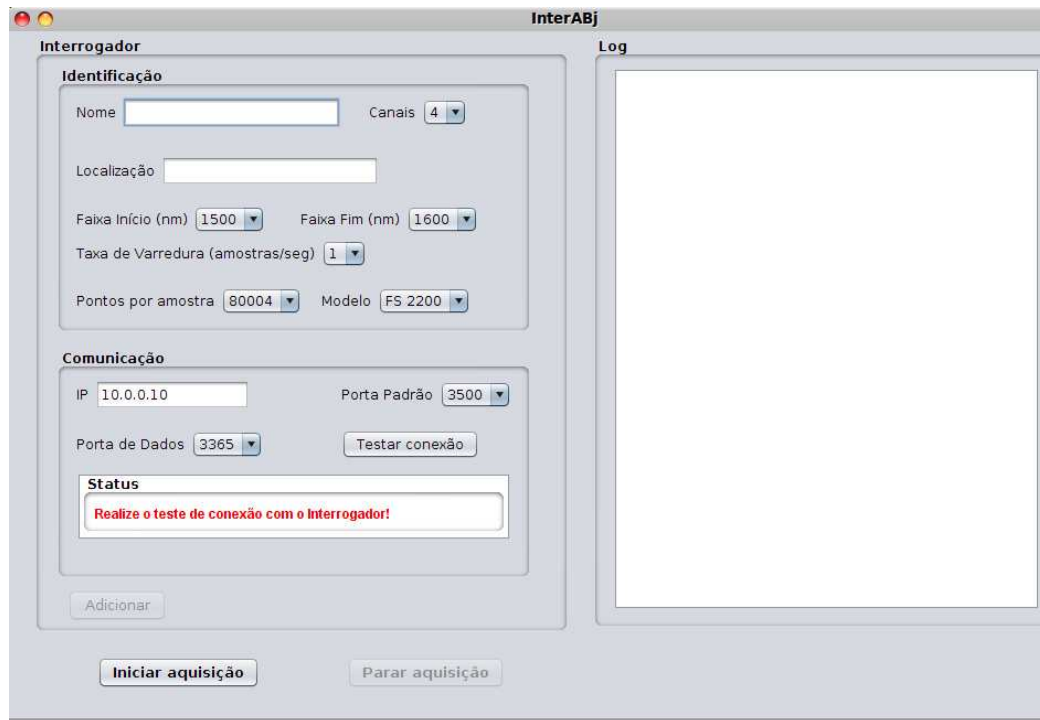 InterABj
Interrogador
Identificação
Nome
Canais 4
Localização
Faixa Início (nm) 1500 Faixa Fim (nm) 1600
Taxa de Varredura (amostras/seg) 1
Pontos por amostra 80004 Modelo FS 2200
Comunicação
IP 10.0.0.10 Porta Padrão 3500
Porta de Dados 3365 Testar conexão
Status
Realize o teste de conexão com o Interrogador!
Adicionar
Iniciar aquisição Parar aquisição
Log